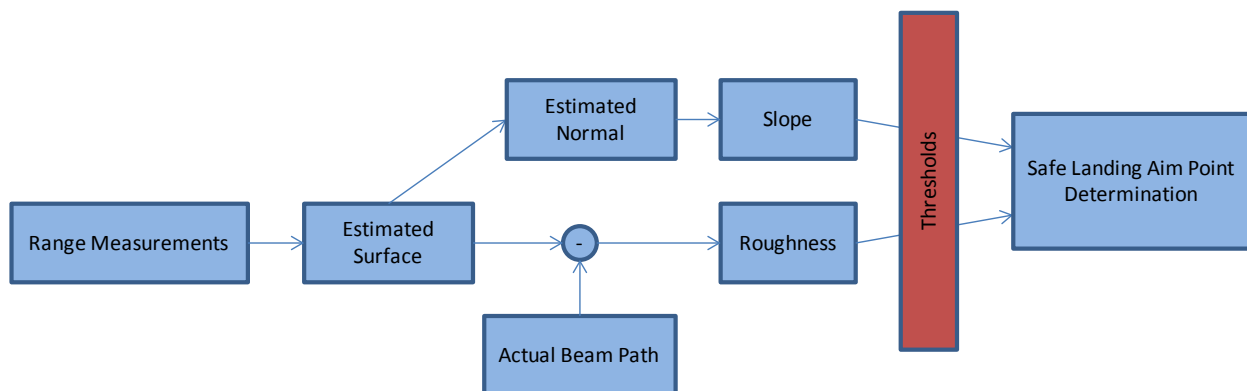 Estimated
Normal
Slope
Thresholds
Safe Landing Aim Point
Determination
Range Measurements
Estimated
Surface
-
Roughness
Actual Beam Path